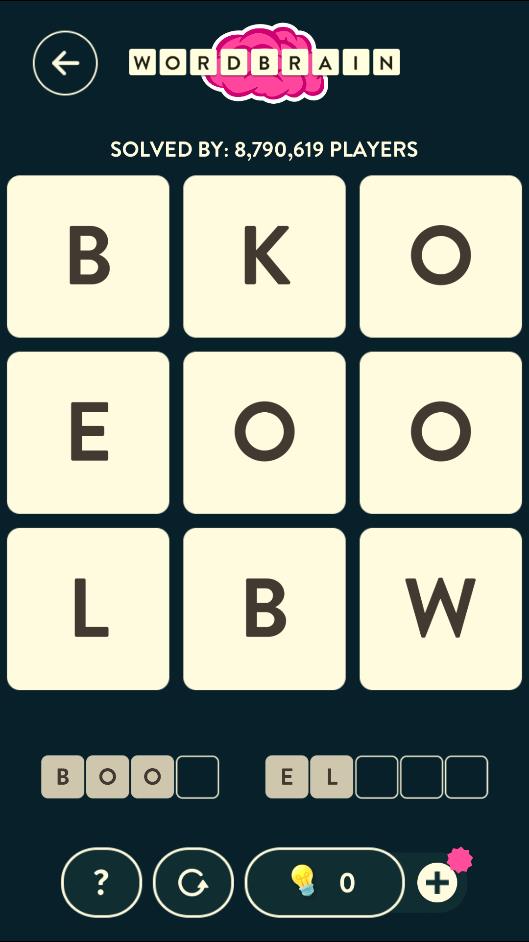 WORDBRAIN
SOLVED BY: 8,790,619 PLAYERS
B K O
E O O
L B W
B O O E L
? 0 +